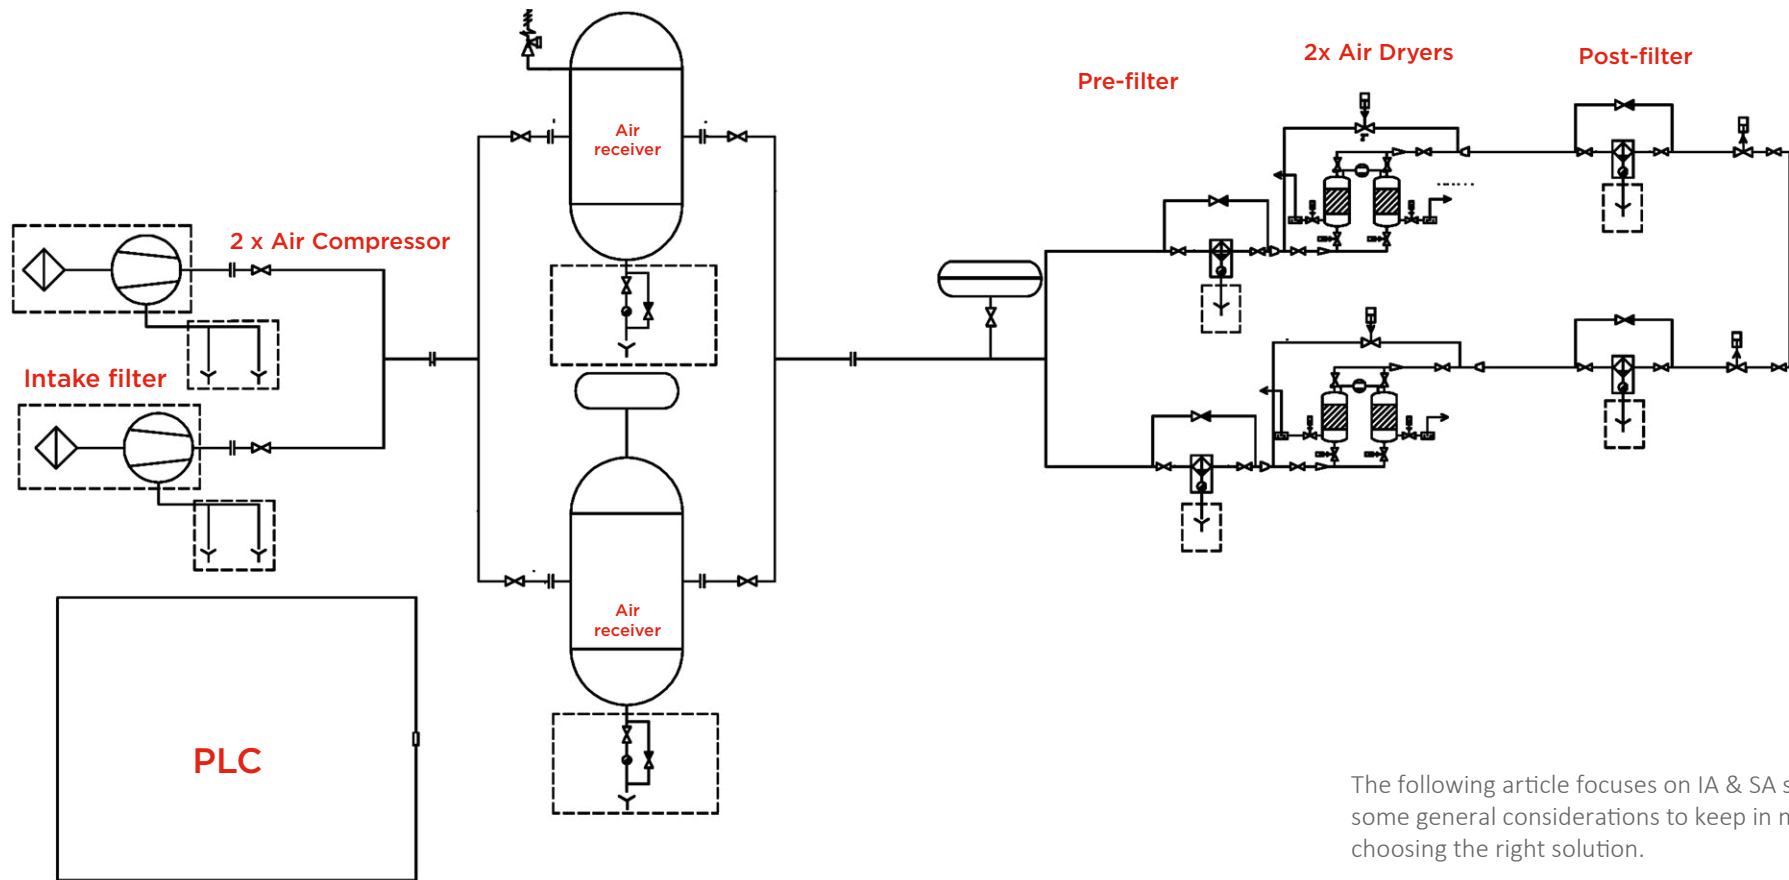 2x Air Dryers
Post-filter
Pre-filter
Air
receiver
2 x Air Compressor
Intake filter
Air
receiver
PLC
The following article focuses on IA & SA s
some general considerations to keep in m
choosing the right solution.